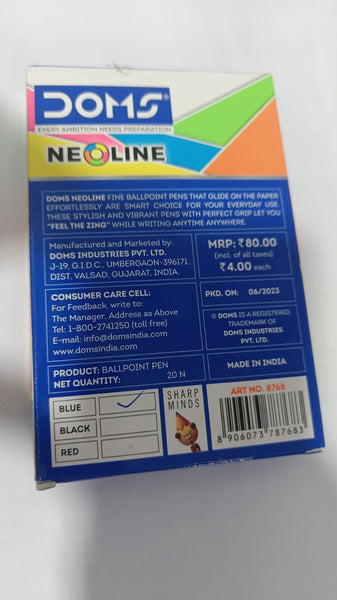 DOMS®
EVERY AMBITION NEEDS PREPARATION
NEOLINE
DOMS NEOLINE FINE BALLPOINT PENS THAT GLIDE ON THE PAPER
EFFORTLESSLY ARE SMART CHOICE FOR YOUR EVERYDAY USE
THESE STYLISH AND VIBRANT PENS WITH PERFECT GRIP LET YOU
"FEEL THE ZING" WHILE WRITING ANYTIME ANYWHERE.
Manufactured and Marketed by:
DOMS INDUSTRIES PVT. LTD.
J-19, G.I.D.C., UMBERGAON-396171.
DIST. VALSAD, GUJARAT, INDIA.
MRP: ₹80.00
(incl. of all taxes)
₹4.00 each
CONSUMER CARE CELL:
For Feedback, write to:
The Manager. Address as Above
Tel: 1-800-2741250 (toll free)
E-mail: info@domsindia.com
www.domsindia.com
PKD. ON: 06/2023
® DOMS IS A REGISTERED
TRADEMARK OF
DOMS INDUSTRIES
PVT. LTD.
PRODUCT: BALLPOINT PEN
NET QUANTITY: 20 N
MADE IN INDIA
BLUE
BLACK
RED
SHARP
MINDS
ART NO. 8768
8 906073 787683